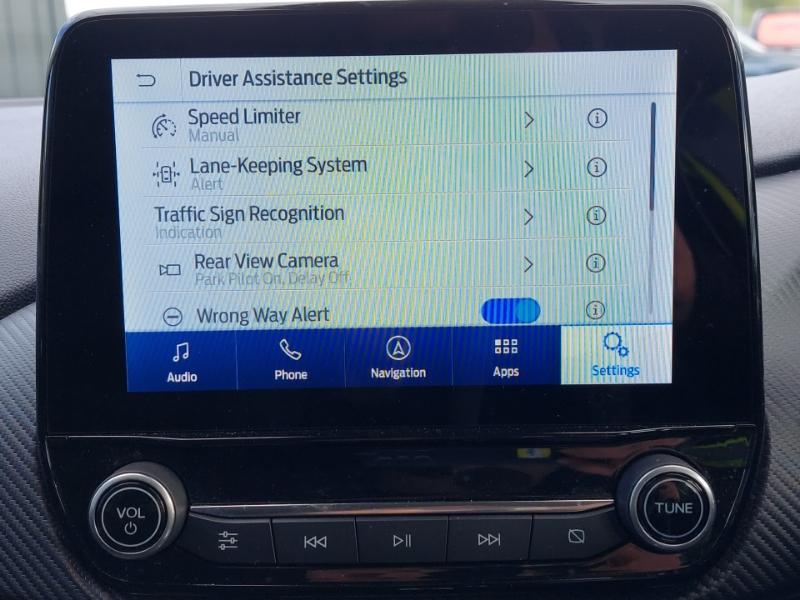 Driver Assistance Settings
Speed Limiter
Manual
Lane-Keeping System
Alert
Traffic Sign Recognition
Indication
Rear View Camera
Park Pilot On, Delay Off
Wrong Way Alert
Audio
Phone
Navigation
Apps
Settings
VOL
TUNE